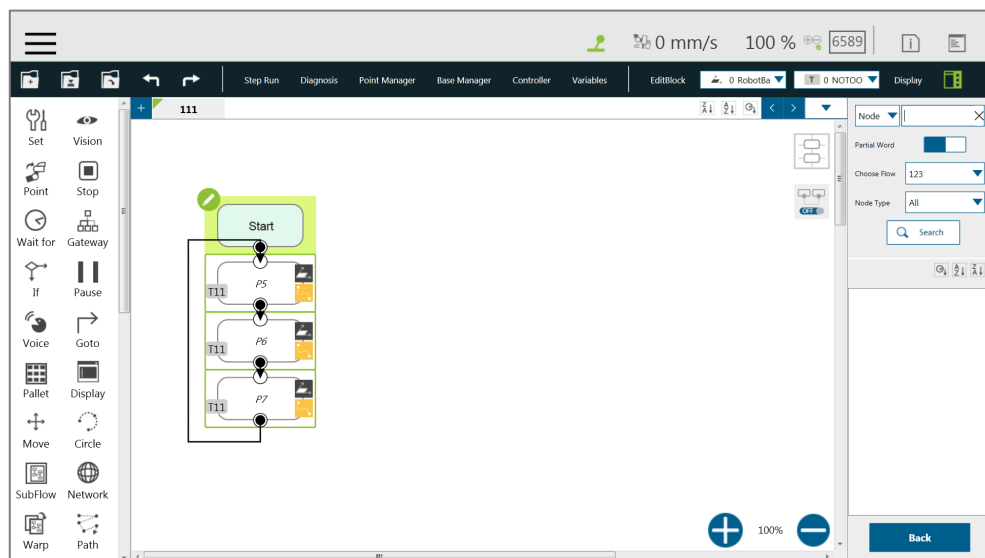 0 mm/s 100 % 6589
Step Run Diagnosis Point Manager Base Manager Controller Variables EditBlock 0 RobotBa T 0 NOTOO Display
111
Set Vision
Point Stop
Wait for Gateway
If Pause
Voice Goto
Pallet Display
Move Circle
SubFlow Network
Warp Path
Start
P5
T11
P6
T11
P7
T11
OFF
100%
Node
Partial Word
Choose Flow 123
Node Type All
Search
Back